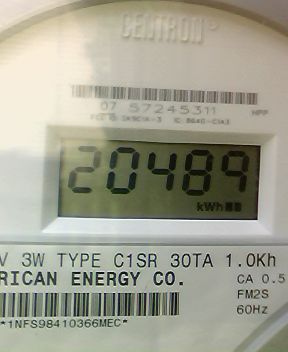 CENTRON®
07 57245311 HPP
20489
kWh
V 3W TYPE C1SR 30TA 1.0Kh
RICAN ENERGY CO. CA 0.5
FM2S
60Hz
*1NFS98410366MEC*